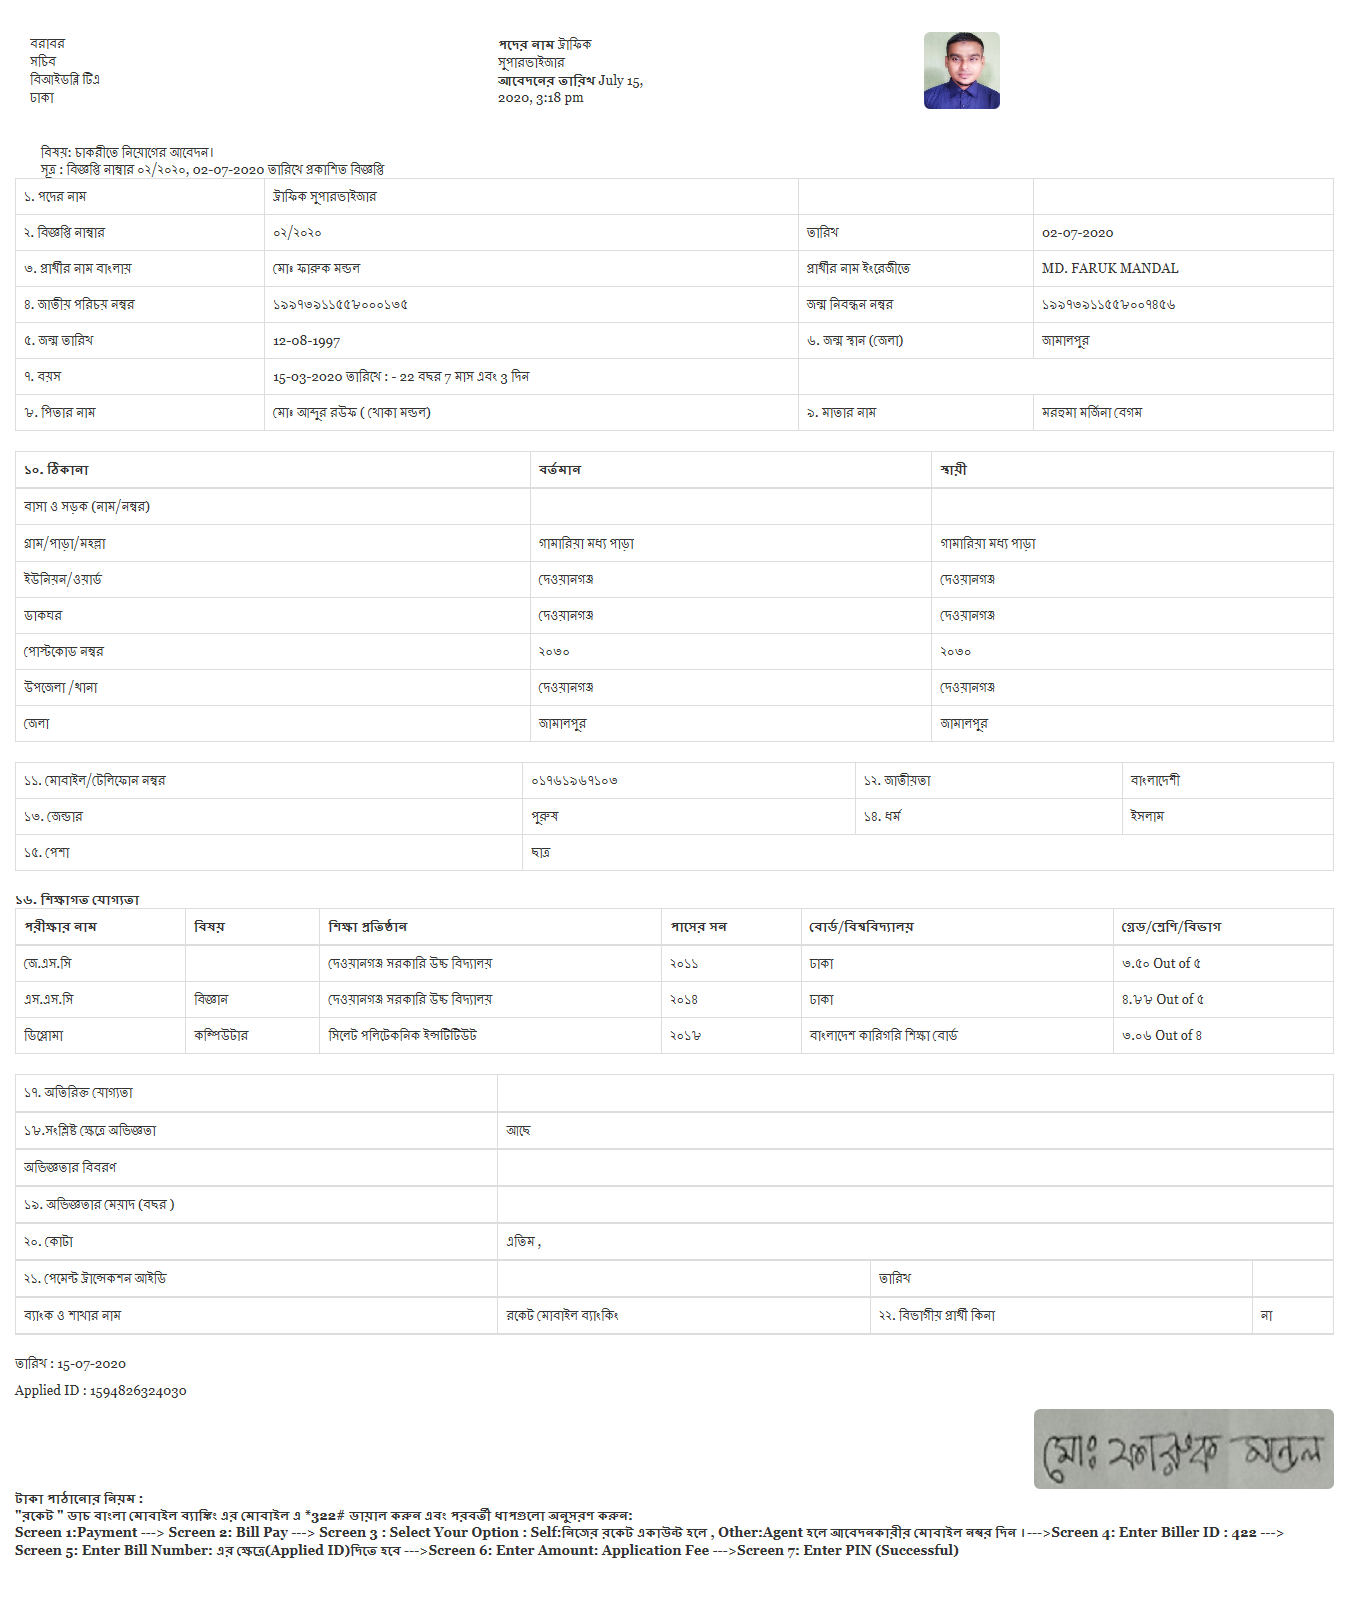 বরাবর
সচিব
বিআইডব্লি টিএ
ঢাকা
পদের নাম ট্রাফিক
সুপারভাইজার
আবেদনের তারিখ July 15,
2020, 3:18 pm
বিষয়: চাকরীতে নিয়োগের আবেদন।
সূত্র : বিজ্ঞপ্তি নাম্বার ০২/২০২০, 02-07-2020 তারিখে প্রকাশিত বিজ্ঞপ্তি
১. পদের নাম ট্রাফিক সুপারভাইজার
২. বিজ্ঞপ্তি নাম্বার ০২/২০২০ তারিখ 02-07-2020
৩. প্রার্থীর নাম বাংলায় মোঃ ফারুক মন্ডল প্রার্থীর নাম ইংরেজীতে MD. FARUK MANDAL
৪. জাতীয় পরিচয় নম্বর ১৯৯৭৩৯১১৫৫৮০০০১৩৫ জন্ম নিবন্ধন নম্বর ১৯৯৭৩৯১১৫৫৮০০৭৪৫৬
৫. জন্ম তারিখ 12-08-1997 ৬. জন্ম স্থান (জেলা) জামালপুর
৭. বয়স 15-03-2020 তারিখে : - 22 বছর 7 মাস এবং 3 দিন
৮. পিতার নাম মোঃ আব্দুর রউফ ( খোকা মন্ডল) ৯. মাতার নাম মরহুমা মর্জিনা বেগম
১০. ঠিকানা বর্তমান স্থায়ী
বাসা ও সড়ক (নাম/নম্বর)
গ্রাম/পাড়া/মহল্লা গামারিয়া মধ্য পাড়া গামারিয়া মধ্য পাড়া
ইউনিয়ন/ওয়ার্ড দেওয়ানগঞ্জ দেওয়ানগঞ্জ
ডাকঘর দেওয়ানগঞ্জ দেওয়ানগঞ্জ
পোস্টকোড নম্বর ২০৩০ ২০৩০
উপজেলা /থানা দেওয়ানগঞ্জ দেওয়ানগঞ্জ
জেলা জামালপুর জামালপুর
১১. মোবাইল/টেলিফোন নম্বর ০১৭৬১৯৬৭১০৩ ১২. জাতীয়তা বাংলাদেশী
১৩. জেন্ডার পুরুষ ১৪. ধর্ম ইসলাম
১৫. পেশা ছাত্র
১৬. শিক্ষাগত যোগ্যতা
পরীক্ষার নাম বিষয় শিক্ষা প্রতিষ্ঠান পাসের সন বোর্ড/বিশ্ববিদ্যালয় গ্রেড/শ্রেণি/বিভাগ
জে.এস.সি দেওয়ানগঞ্জ সরকারি উচ্চ বিদ্যালয় ২০১১ ঢাকা ৩.৫০ Out of ৫
এস.এস.সি বিজ্ঞান দেওয়ানগঞ্জ সরকারি উচ্চ বিদ্যালয় ২০১৪ ঢাকা ৪.৮৮ Out of ৫
ডিপ্লোমা কম্পিউটার সিলেট পলিটেকনিক ইন্সটিটিউট ২০১৮ বাংলাদেশ কারিগরি শিক্ষা বোর্ড ৩.০৬ Out of ৪
১৭. অতিরিক্ত যোগ্যতা
১৮.সংশ্লিষ্ট ক্ষেত্রে অভিজ্ঞতা আছে
অভিজ্ঞতার বিবরণ
১৯. অভিজ্ঞতার মেয়াদ (বছর )
২০. কোটা এতিম ,
২১. পেমেন্ট ট্রান্সেকশন আইডি তারিখ
ব্যাংক ও শাখার নাম রকেট মোবাইল ব্যাংকিং ২২. বিভাগীয় প্রার্থী কিনা না
তারিখ : 15-07-2020
Applied ID : 1594826324030
মোঃ ফারুক মন্ডল
টাকা পাঠানোর নিয়ম :
"রকেট " ডাচ বাংলা মোবাইল ব্যাঙ্কিং এর মোবাইল এ *322# ডায়াল করুন এবং পরবর্তী ধাপগুলো অনুসরণ করুন:
Screen 1:Payment ---> Screen 2: Bill Pay ---> Screen 3 : Select Your Option : Self:নিজের রকেট একাউন্ট হলে , Other:Agent হলে আবেদনকারীর মোবাইল নম্বর দিন । --->Screen 4: Enter Biller ID : 422 --->
Screen 5: Enter Bill Number: এর ক্ষেত্রে(Applied ID)দিতে হবে --->Screen 6: Enter Amount: Application Fee --->Screen 7: Enter PIN (Successful)